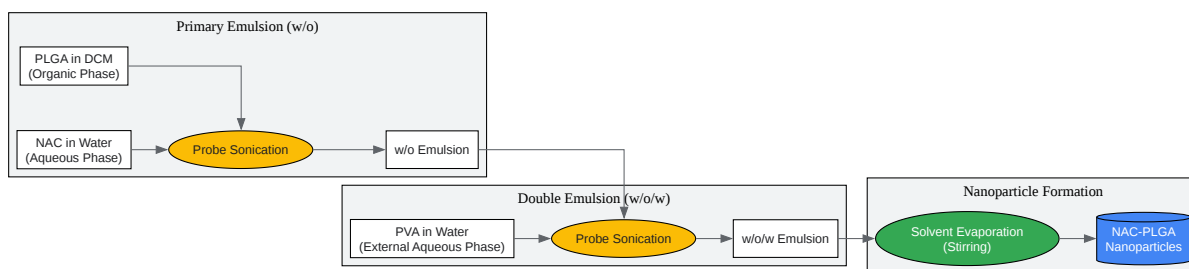 Primary Emulsion (w/o)
PLGA in DCM
(Organic Phase)
NAC in Water
(Aqueous Phase)
Probe Sonication
w/o Emulsion
Double Emulsion (w/o/w)
PVA in Water
(External Aqueous Phase)
Probe Sonication
w/o/w Emulsion
Nanoparticle Formation
Solvent Evaporation
(Stirring)
NAC-PLGA
Nanoparticles